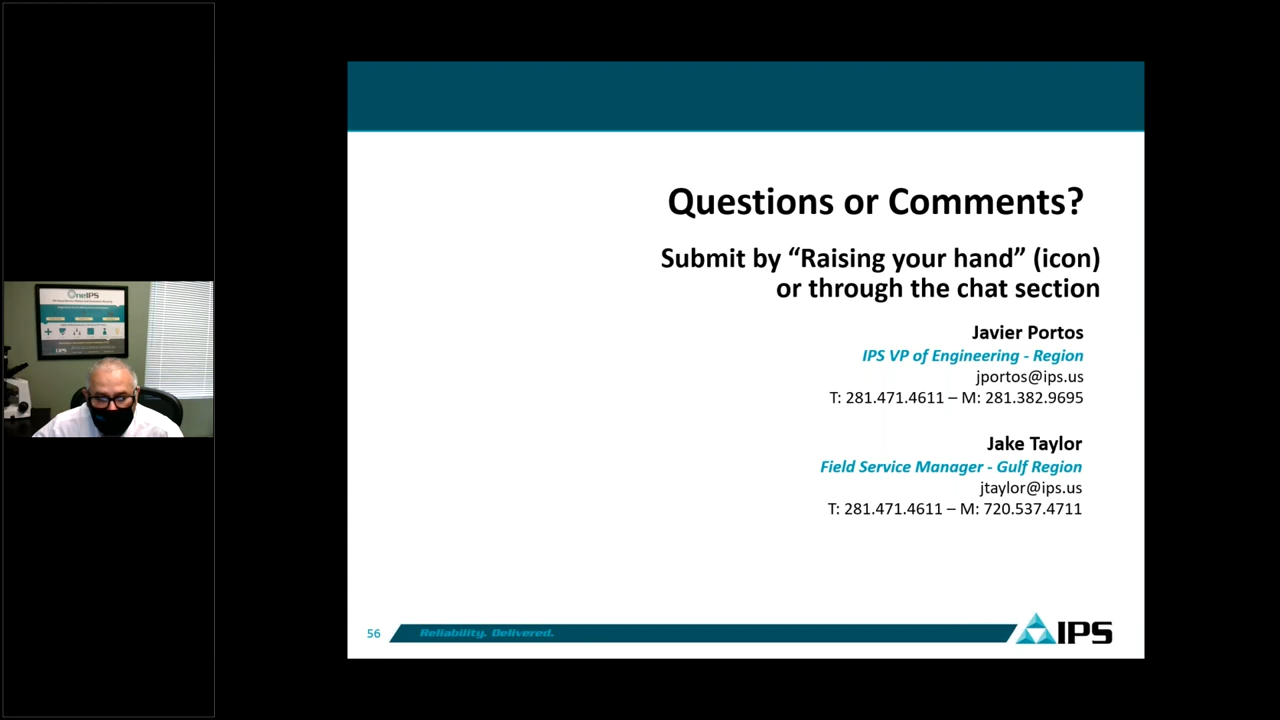 OneIPS
IPS
Questions or Comments?
Submit by “Raising your hand” (icon)
or through the chat section
Javier Portos
IPS VP of Engineering - Region
jportos@ips.us
T: 281.471.4611 – M: 281.382.9695
Jake Taylor
Field Service Manager - Gulf Region
jtaylor@ips.us
T: 281.471.4611 – M: 720.537.4711
56
Reliability. Delivered.
IPS